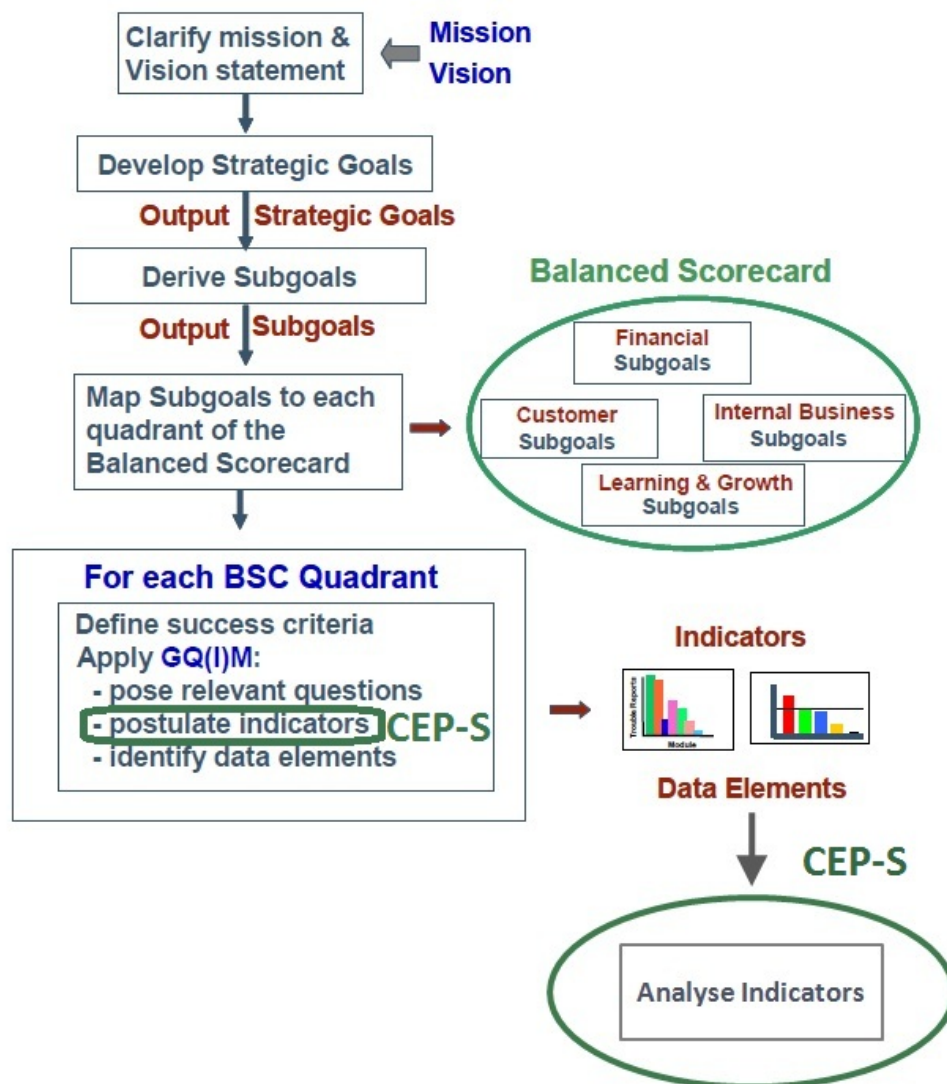 Clarify mission &
Vision statement
Mission
Vision
Develop Strategic Goals
Output Strategic Goals
Derive Subgoals
Output Subgoals
Map Subgoals to each
quadrant of the
Balanced Scorecard
Balanced Scorecard
Financial
Subgoals
Customer
Subgoals
Internal Business
Subgoals
Learning & Growth
Subgoals
For each BSC Quadrant
Define success criteria
Apply GQ(I)M:
- pose relevant questions
- postulate indicators
CEP-S
- identify data elements
Indicators
Trouble Reports
Module
Data Elements
CEP-S
Analyse Indicators